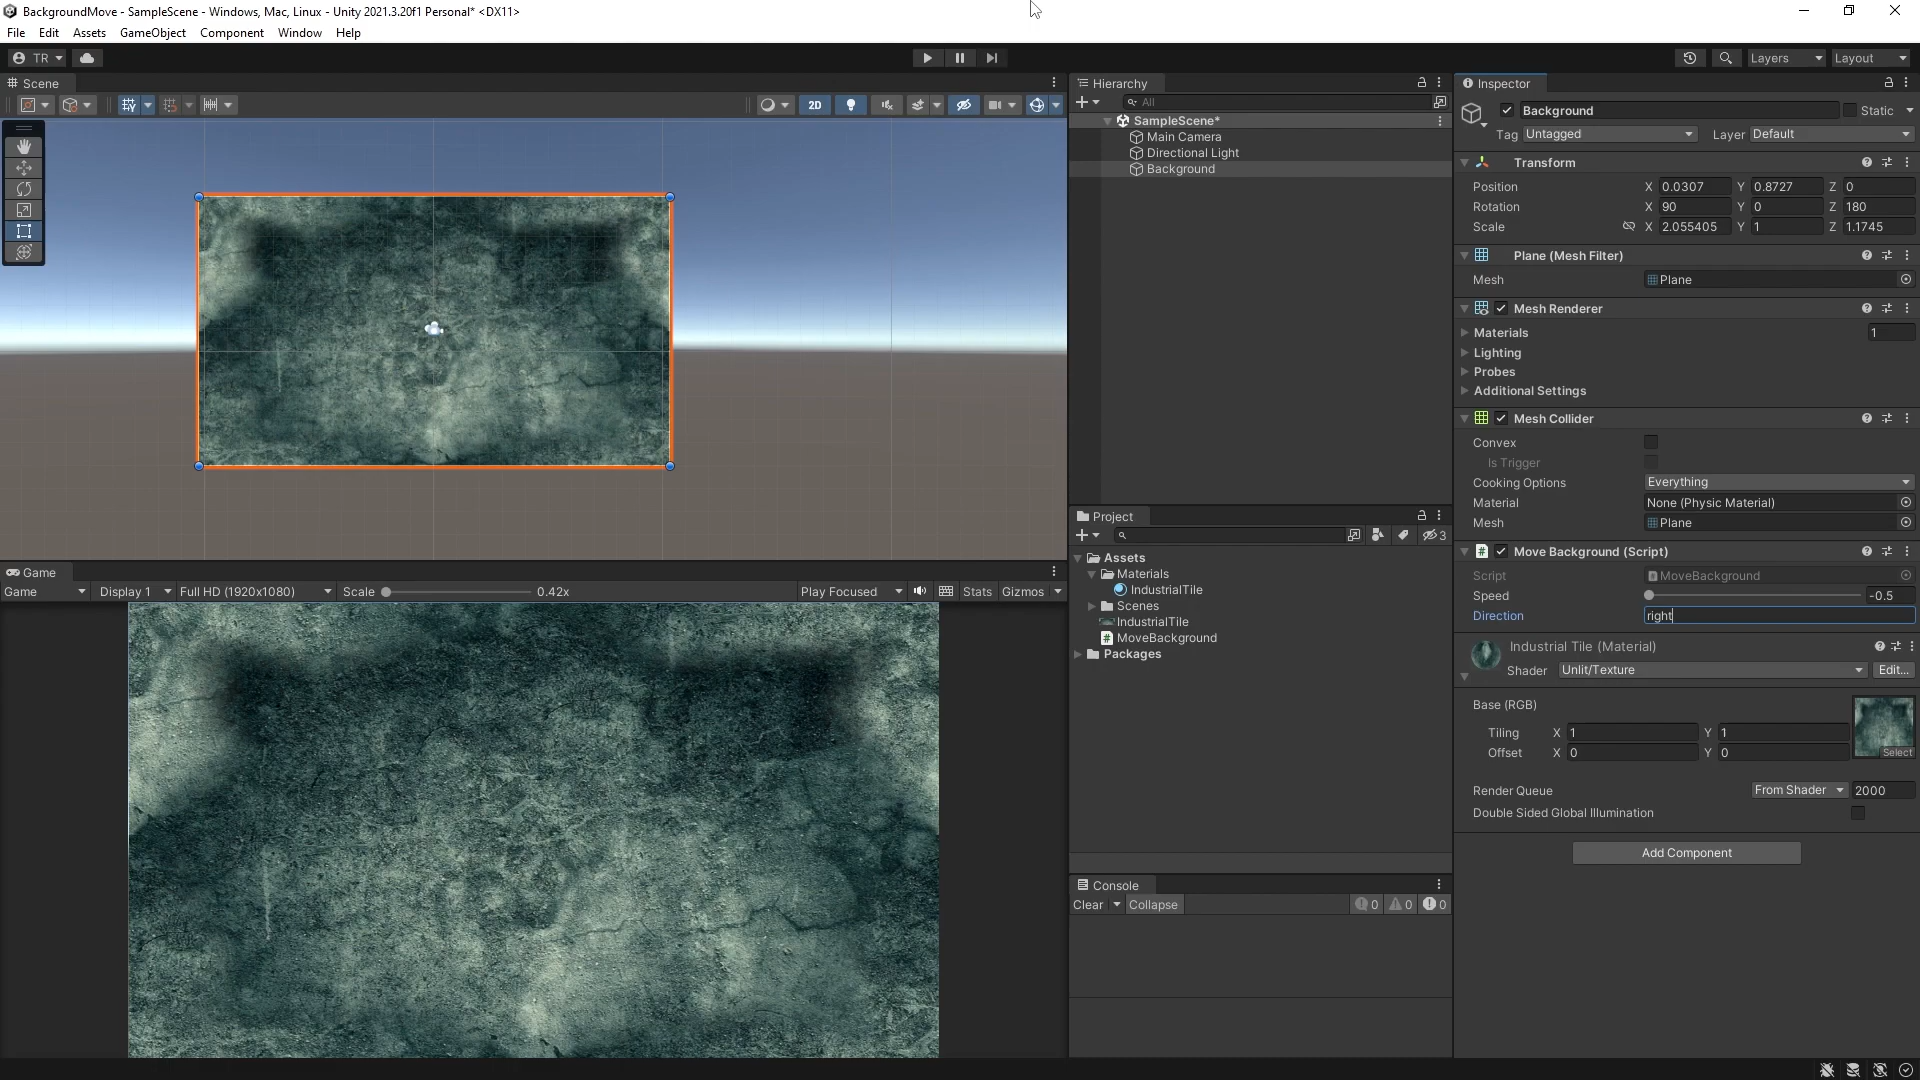 BackgroundMove - SampleScene - Windows, Mac, Linux - Unity 2021.3.20f1 Personal* <DX11>
File Edit Assets GameObject Component Window Help
TR
Layers
Layout
Scene
2D
Game
Game Display 1 Full HD (1920x1080) Scale 0.42x Play Focused Stats Gizmos
Hierarchy
All
SampleScene*
Main Camera
Directional Light
Background
Project
3
Assets
Materials
IndustrialTile
Scenes
IndustrialTile
MoveBackground
Packages
Console
Clear Collapse 0 0 0
Inspector
Background Static
Tag Untagged Layer Default
Transform
Position X 0.0307 Y 0.8727 Z 0
Rotation X 90 Y 0 Z 180
Scale X 2.055405 Y 1 Z 1.1745
Plane (Mesh Filter)
Mesh Plane
Mesh Renderer
Materials 1
Lighting
Probes
Additional Settings
Mesh Collider
Convex
Is Trigger
Cooking Options Everything
Material None (Physic Material)
Mesh Plane
# Move Background (Script)
Script MoveBackground
Speed -0.5
Direction right
Industrial Tile (Material)
Shader Unlit/Texture Edit...
Base (RGB)
Tiling X 1 Y 1
Offset X 0 Y 0
Select
Render Queue From Shader 2000
Double Sided Global Illumination
Add Component